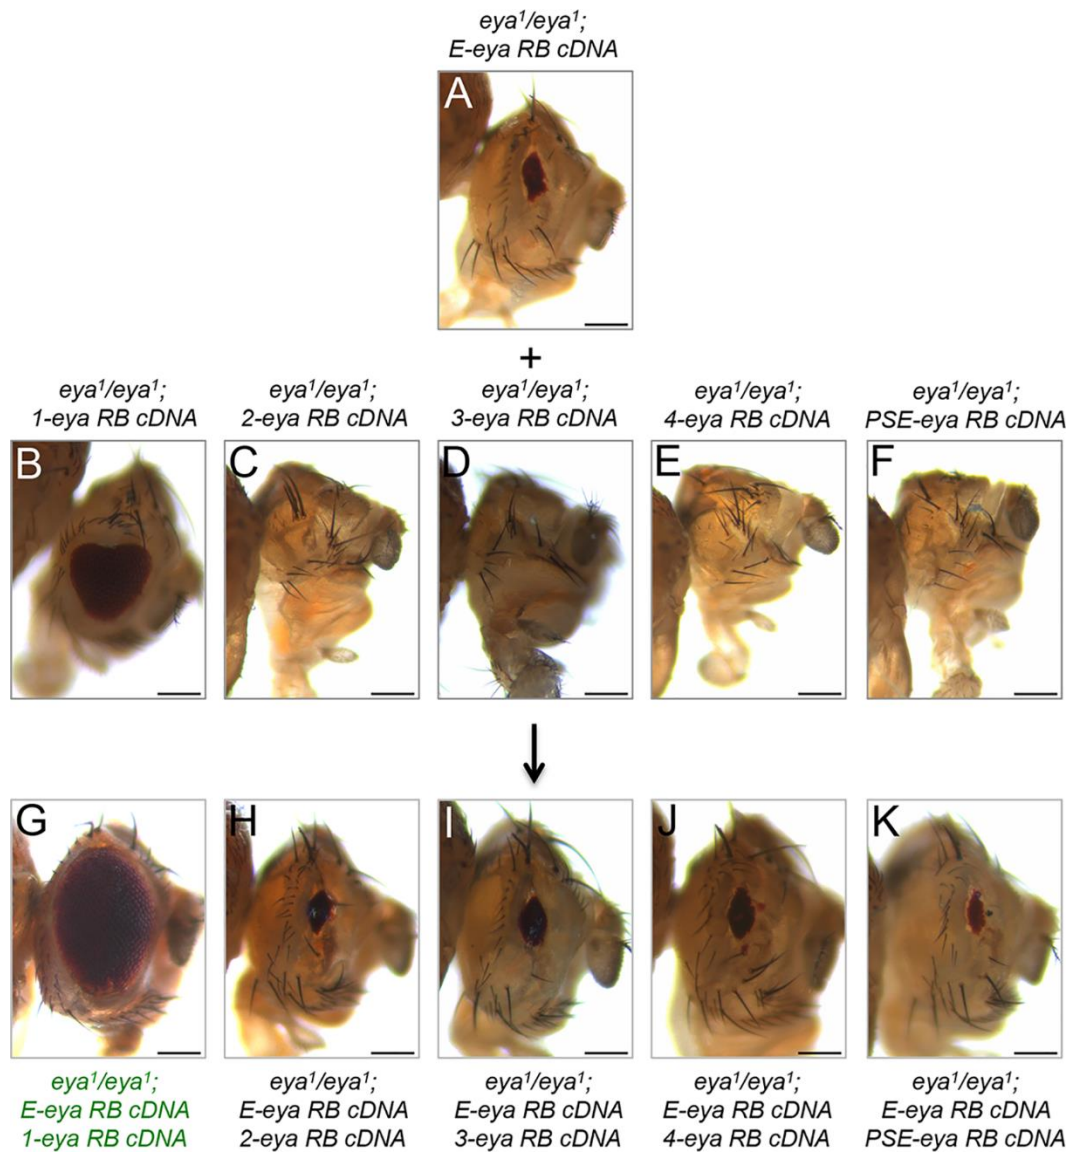 eya¹/eya¹;
E-eya RB cDNA
A
+
eya¹/eya¹;
1-eya RB cDNA
eya¹/eya¹;
2-eya RB cDNA
eya¹/eya¹;
3-eya RB cDNA
eya¹/eya¹;
4-eya RB cDNA
eya¹/eya¹;
PSE-eya RB cDNA
B
C
D
E
F
G
H
I
J
K
eya¹/eya¹;
E-eya RB cDNA
1-eya RB cDNA
eya¹/eya¹;
E-eya RB cDNA
2-eya RB cDNA
eya¹/eya¹;
E-eya RB cDNA
3-eya RB cDNA
eya¹/eya¹;
E-eya RB cDNA
4-eya RB cDNA
eya¹/eya¹;
E-eya RB cDNA
PSE-eya RB cDNA